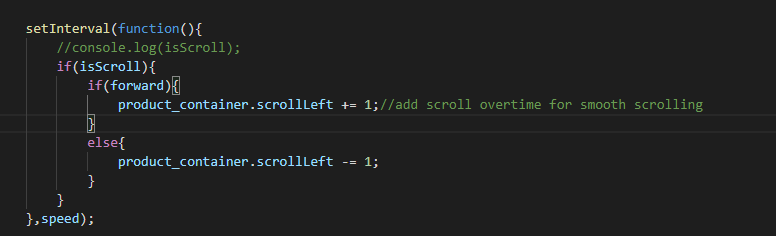 setInterval(function(){
//console.log(isScroll);
if(isScroll){
if(forward){
product_container.scrollLeft += 1;//add scroll overtime for smooth scrolling
}
else{
product_container.scrollLeft -= 1;
}
}
},speed);